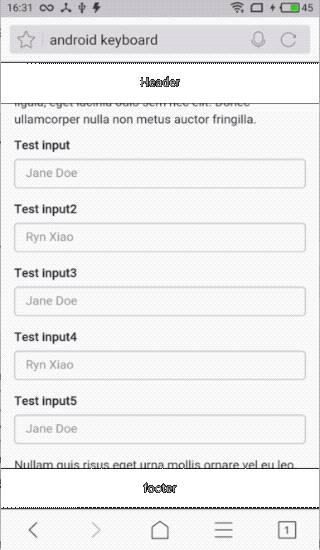 16:31
45
android keyboard
Header
ligula, eget lacinia odio sem nec elit. Donec
ullamcorper nulla non metus auctor fringilla.
Test input
Jane Doe
Test input2
Ryn Xiao
Test input3
Jane Doe
Test input4
Ryn Xiao
Test input5
Jane Doe
Nullam quis risus eget urna mollis ornare vel eu leo.
footer
1